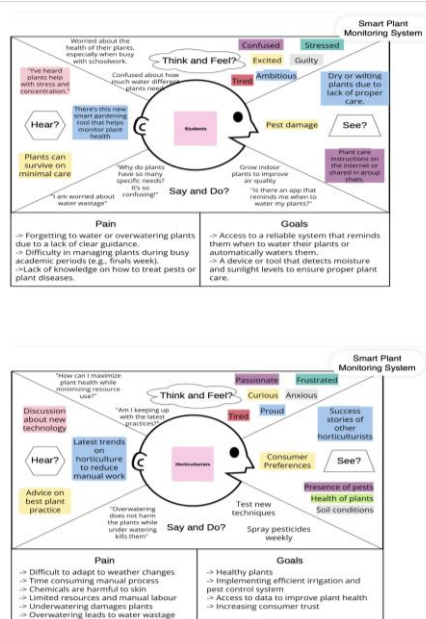 Smart Plant
Monitoring System
Worried about the
health of their plants,
especially when busy
with schoolwork.
Think and Feel?
Confused
Stressed
Excited
Guilty
Tired
Ambitious
Confused about how
much water different
plants need
"I've heard
plants help
with stress and
concentration."
Hear?
There's this new
smart gardening
tool that helps
monitor plant
health
Plants can
survive on
minimal care
Students
Dry or wilting
plants due to
lack of proper
care.
Pest damage
See?
Plant care
instructions on
the internet or
shared in group
chats.
"Why do plants
have so many
specific needs?
It's so
confusing!"
"I am worried about
water wastage"
Say and Do?
Grow indoor
plants to improve
air quality
"Is there an app that
reminds me when to
water my plants?"
Pain
-> Forgetting to water or overwatering plants
due to a lack of clear guidance.
-> Difficulty in managing plants during busy
academic periods (e.g., finals week).
->Lack of knowledge on how to treat pests or
plant diseases.
Goals
-> Access to a reliable system that reminds
them when to water their plants or
automatically waters them.
-> A device or tool that detects moisture
and sunlight levels to ensure proper plant
care.
Smart Plant
Monitoring System
"How can I maximize
plant health while
minimizing resource
use?"
Think and Feel?
Passionate
Frustrated
Curious
Anxious
Tired
Proud
"Am I keeping up
with the latest
practices?"
Discussion
about new
technology
Hear?
Latest trends
on
horticulture
to reduce
manual work
Advice on
best plant
practice
Horticulturists
Success
stories of
other
horticulturists
Consumer
Preferences
See?
Presence of pests
Health of plants
Soil conditions
"Overwatering
does not harm
the plants while
under watering
kills them"
Say and Do?
Test new
techniques
Spray pesticides
weekly
Pain
-> Difficult to adapt to weather changes
-> Time consuming manual process
-> Chemicals are harmful to skin
-> Limited resources and manual labour
-> Underwatering damages plants
-> Overwatering leads to water wastage
Goals
-> Healthy plants
-> Implementing efficient irrigation and
pest control system
-> Access to data to improve plant health
-> Increasing consumer trust